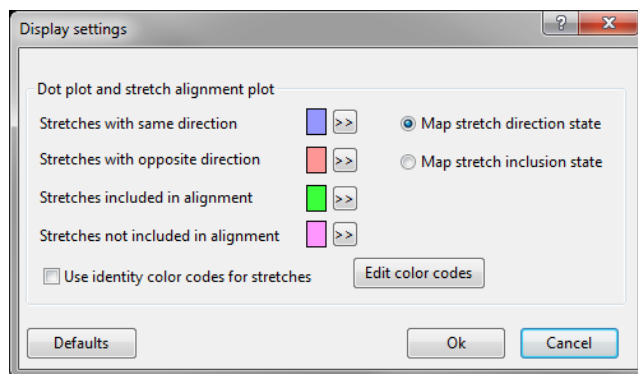 Display settings
Dot plot and stretch alignment plot
Stretches with same direction >> Map stretch direction state
Stretches with opposite direction >> Map stretch inclusion state
Stretches included in alignment >>
Stretches not included in alignment >>
Use identity color codes for stretches Edit color codes
Defaults Ok Cancel